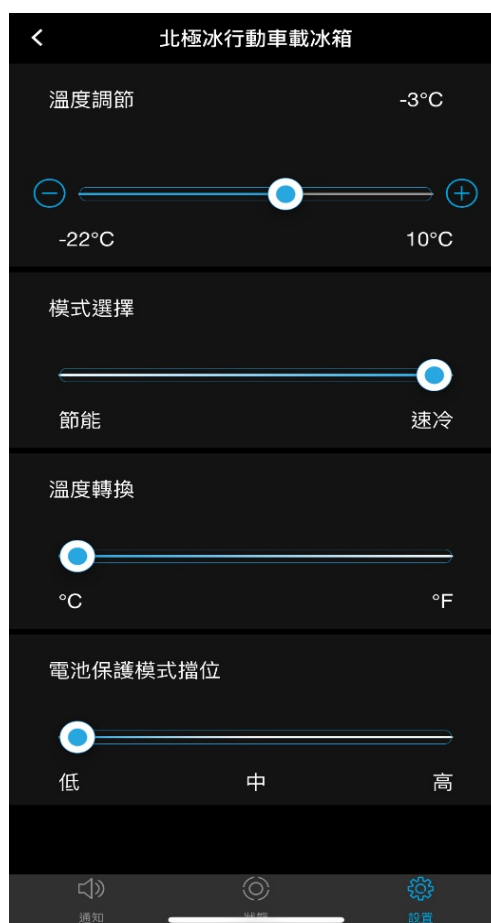 北極冰行動車載冰箱
溫度調節 -3°C
-22°C 10°C
模式選擇
節能 速冷
溫度轉換
°C °F
電池保護模式擋位
低 中 高
通知 狀態 設置